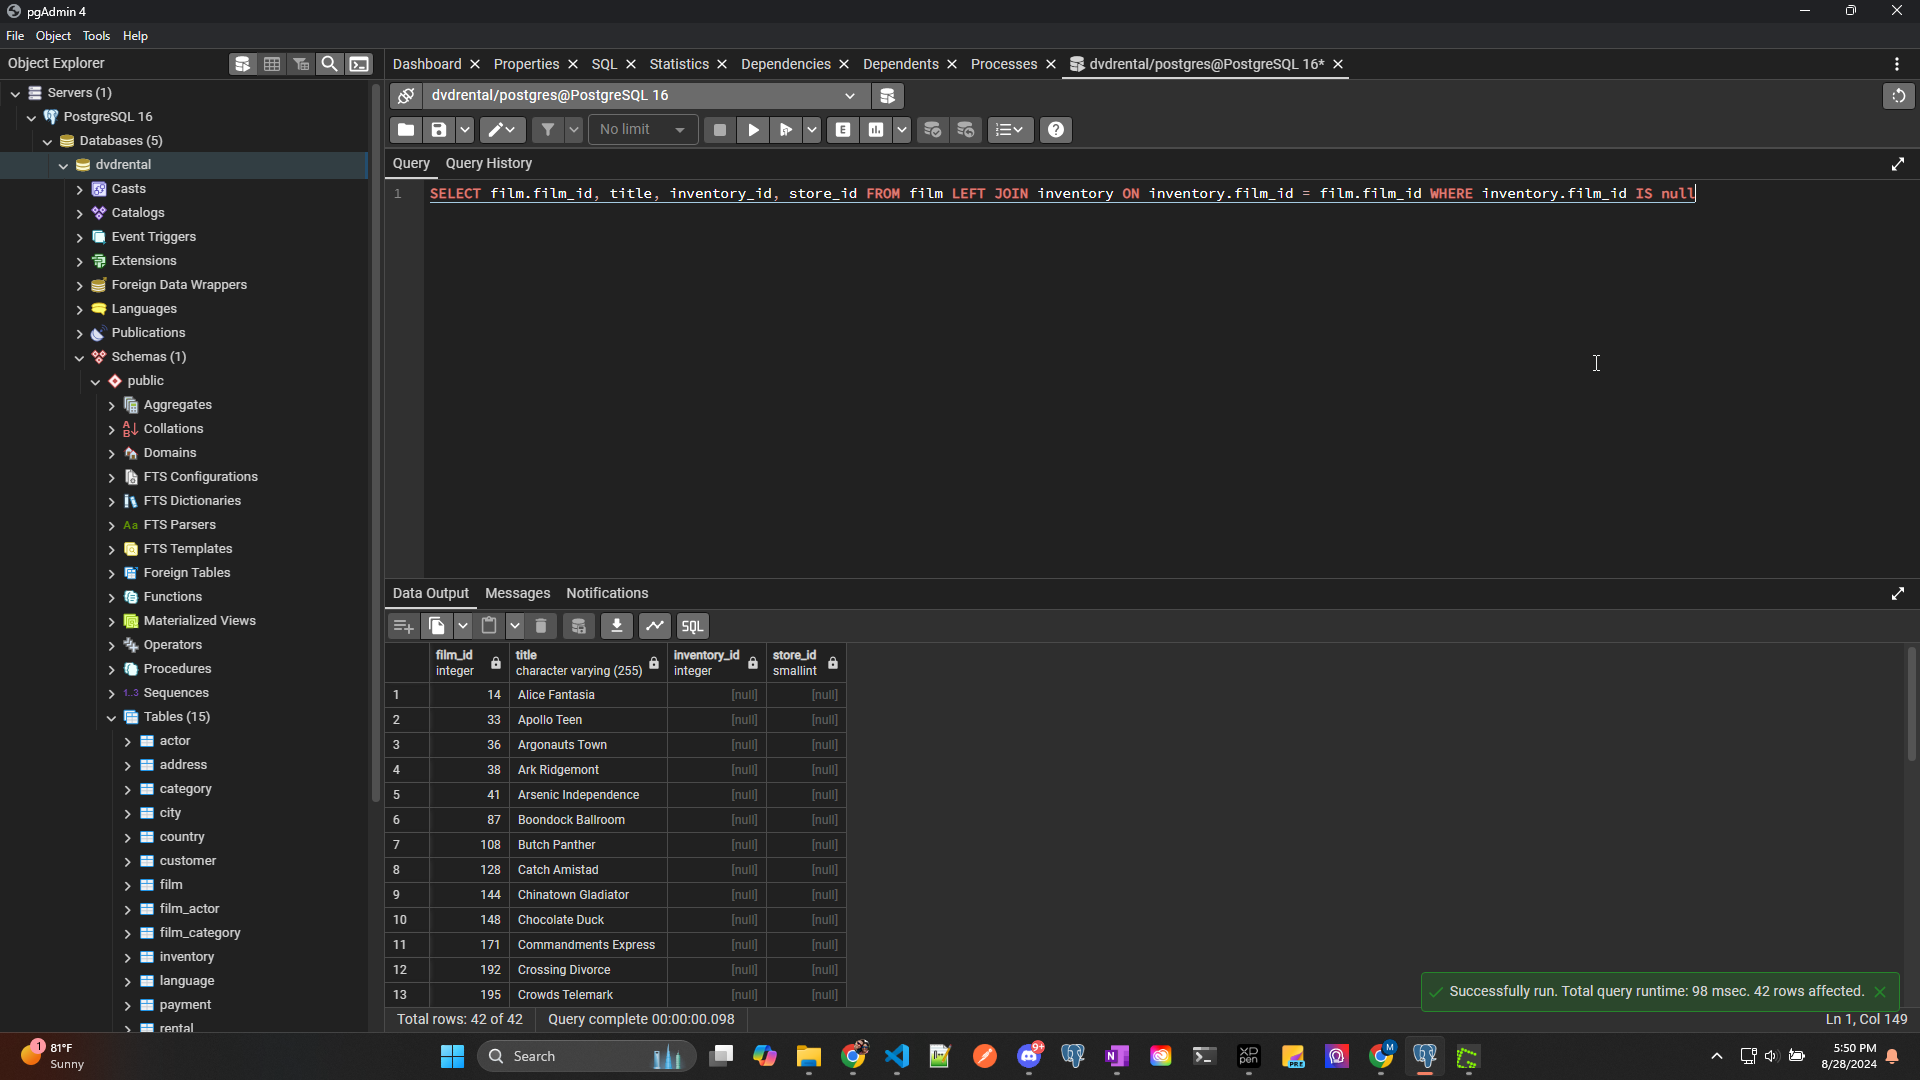 pgAdmin 4
File Object Tools Help
Object Explorer
Dashboard Properties SQL Statistics Dependencies Dependents Processes dvdrental/postgres@PostgreSQL 16*
Servers (1)
PostgreSQL 16
Databases (5)
dvdrental
Casts
Catalogs
Event Triggers
Extensions
Foreign Data Wrappers
Languages
Publications
Schemas (1)
public
Aggregates
Collations
Domains
FTS Configurations
FTS Dictionaries
Aa FTS Parsers
FTS Templates
Foreign Tables
Functions
Materialized Views
Operators
Procedures
1..3 Sequences
Tables (15)
actor
address
category
city
country
customer
film
film_actor
film_category
inventory
language
payment
rental
dvdrental/postgres@PostgreSQL 16
No limit
E
Query Query History
1 SELECT film.film_id, title, inventory_id, store_id FROM film LEFT JOIN inventory ON inventory.film_id = film.film_id WHERE inventory.film_id IS null
Data Output Messages Notifications
SQL
film_id title inventory_id store_id
integer character varying (255) integer smallint
1 14 Alice Fantasia [null] [null]
2 33 Apollo Teen [null] [null]
3 36 Argonauts Town [null] [null]
4 38 Ark Ridgemont [null] [null]
5 41 Arsenic Independence [null] [null]
6 87 Boondock Ballroom [null] [null]
7 108 Butch Panther [null] [null]
8 128 Catch Amistad [null] [null]
9 144 Chinatown Gladiator [null] [null]
10 148 Chocolate Duck [null] [null]
11 171 Commandments Express [null] [null]
12 192 Crossing Divorce [null] [null]
13 195 Crowds Telemark [null] [null]
Successfully run. Total query runtime: 98 msec. 42 rows affected.
Total rows: 42 of 42 Query complete 00:00:00.098 Ln 1, Col 149
1 81°F
Sunny
Search
9+
XP
PEN
PRE
M
5:50 PM
8/28/2024